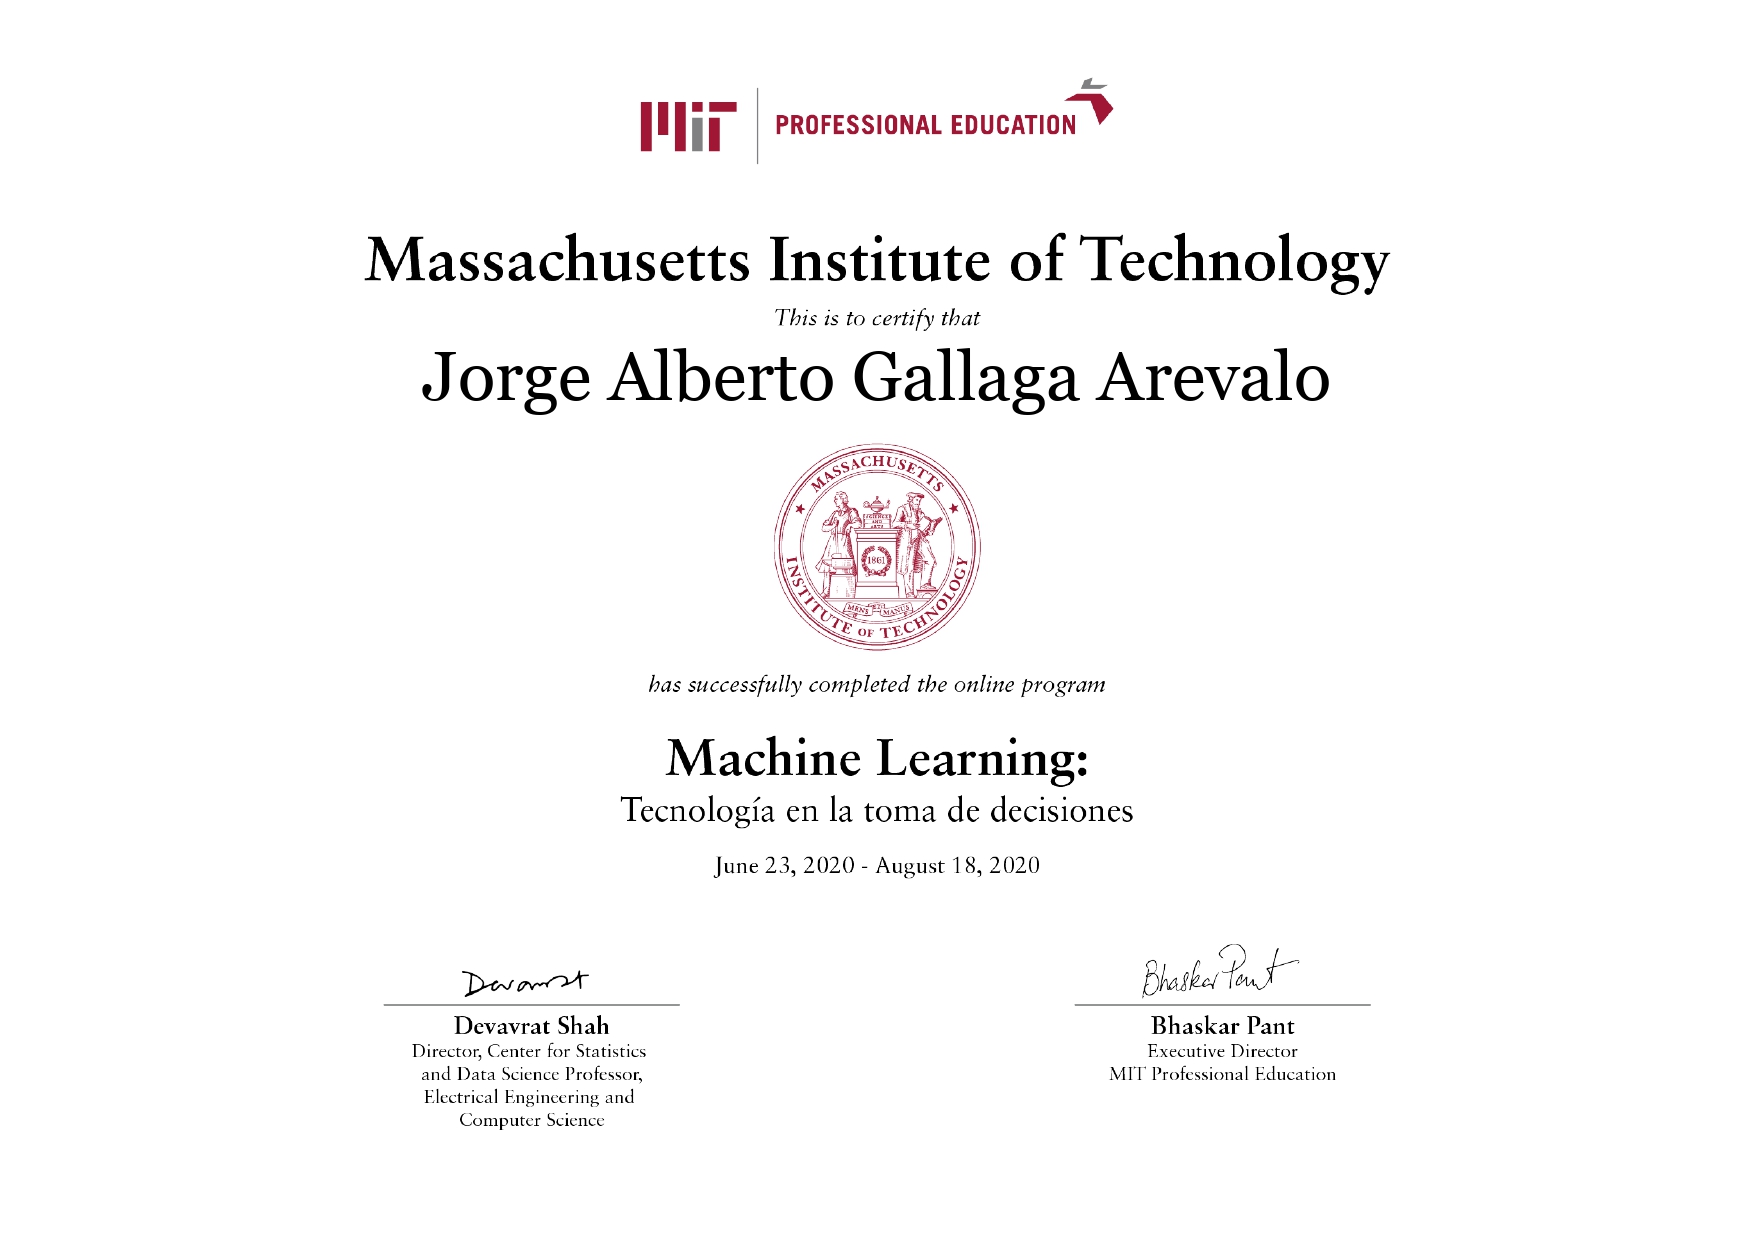 MIT PROFESSIONAL EDUCATION
Massachusetts Institute of Technology
This is to certify that
Jorge Alberto Gallaga Arevalo
MASSACHUSETTS
SCIENCE
AND
ARTS
1861
MENS ET MANUS
INSTITUTE OF TECHNOLOGY
has successfully completed the online program
Machine Learning:
Tecnología en la toma de decisiones
June 23, 2020 - August 18, 2020
Devavrat
Bhaskar Pant
Devavrat Shah
Director, Center for Statistics
and Data Science Professor,
Electrical Engineering and
Computer Science
Bhaskar Pant
Executive Director
MIT Professional Education